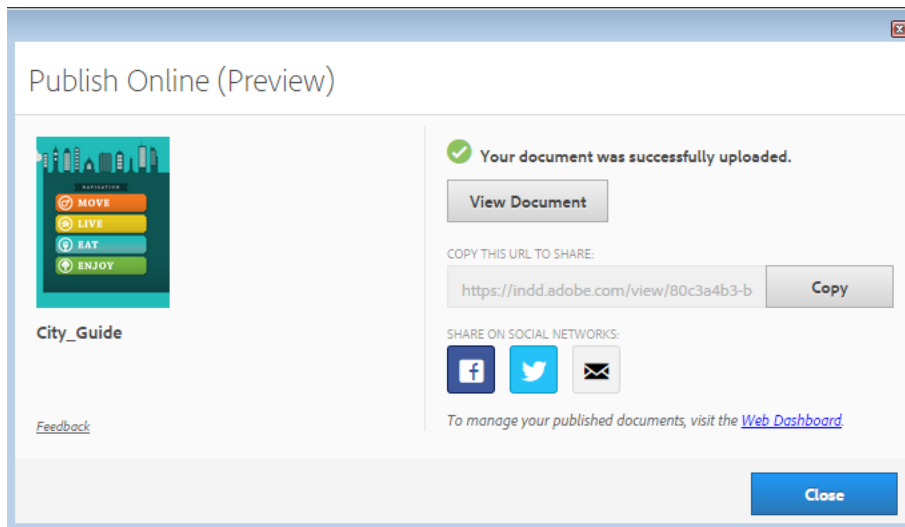 Publish Online (Preview)
NAVIGATION
MOVE
LIVE
EAT
ENJOY
City_Guide
Feedback
Your document was successfully uploaded.
View Document
COPY THIS URL TO SHARE:
https://indd.adobe.com/view/80c3a4b3-b
Copy
SHARE ON SOCIAL NETWORKS:
To manage your published documents, visit the Web Dashboard.
Close